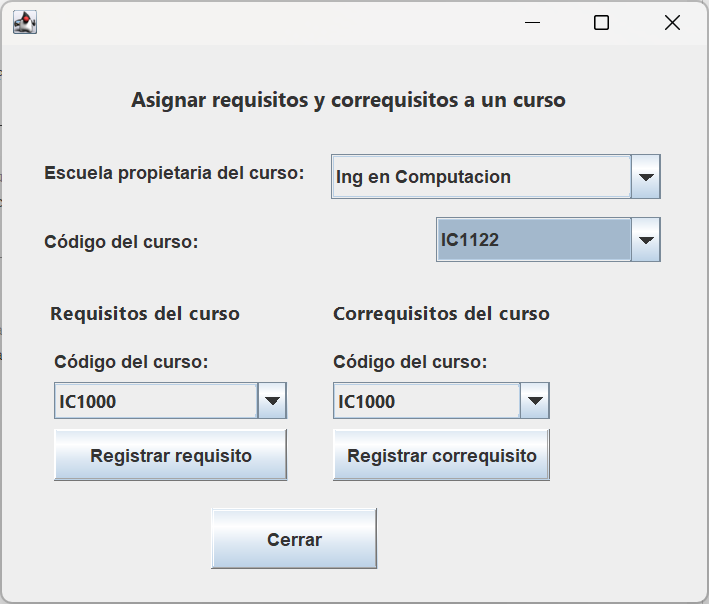 Asignar requisitos y correquisitos a un curso
Escuela propietaria del curso:
Ing en Computacion
Código del curso:
IC1122
Requisitos del curso
Correquisitos del curso
Código del curso:
Código del curso:
IC1000
IC1000
Registrar requisito
Registrar correquisito
Cerrar